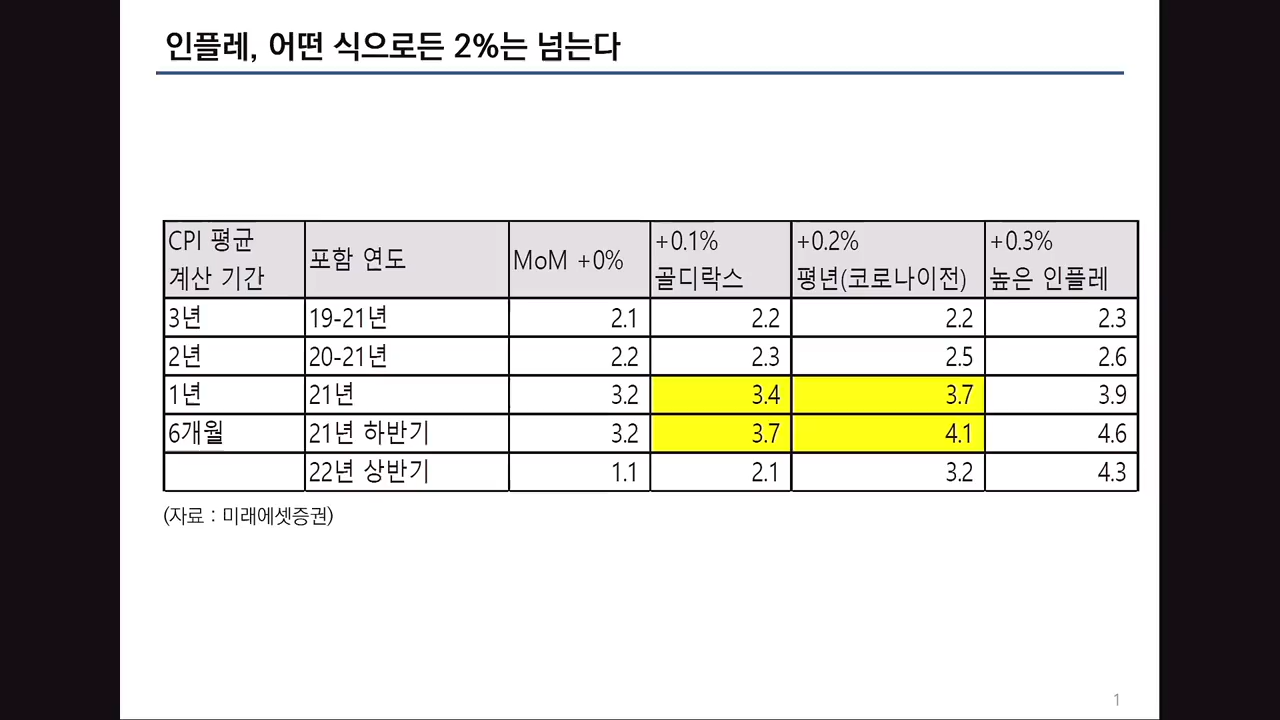 인플레, 어떤 식으로든 2%는 넘는다
CPI 평균 계산 기간 포함 연도 MoM +0% +0.1% 골디락스 +0.2% 평년(코로나이전) +0.3% 높은 인플레
3년 19-21년 2.1 2.2 2.2 2.3
2년 20-21년 2.2 2.3 2.5 2.6
1년 21년 3.2 3.4 3.7 3.9
6개월 21년 하반기 3.2 3.7 4.1 4.6
22년 상반기 1.1 2.1 3.2 4.3
(자료 : 미래에셋증권)
1